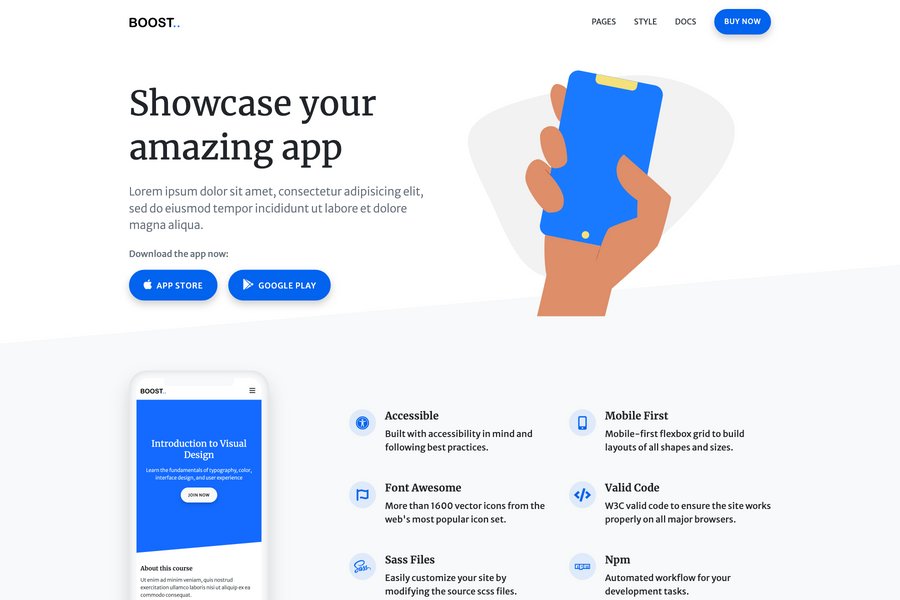 BOOST..
PAGES
STYLE
DOCS
BUY NOW
Showcase your
amazing app
Lorem ipsum dolor sit amet, consectetur adipisicing elit,
sed do eiusmod tempor incididunt ut labore et dolore
magna aliqua.
Download the app now:
APP STORE
GOOGLE PLAY
BOOST..
Introduction to Visual
Design
Learn the fundamentals of typography, color,
interface design, and user experience
JOIN NOW
About this course
Ut enim ad minim veniam, quis nostrud
exercitation ullamco laboris nisi ut aliquip ex ea
commodo consequat.
Accessible
Built with accessibility in mind and
following best practices.
Mobile First
Mobile-first flexbox grid to build
layouts of all shapes and sizes.
Font Awesome
More than 1600 vector icons from the
web's most popular icon set.
Valid Code
W3C valid code to ensure the site works
properly on all major browsers.
Sass
Sass Files
Easily customize your site by
modifying the source scss files.
npm
Npm
Automated workflow for your
development tasks.